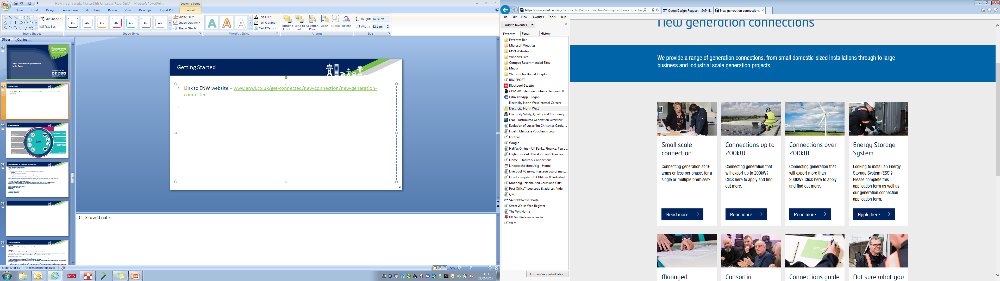 How the grid works Master 13th June.pptx [Read-Only] - Microsoft PowerPoint
Drawing Tools
Home Insert Design Animations Slide Show Review View Developer Expert PDF Format
Edit Shape
Text Box
Insert Shapes
Abc Abc Abc Abc Abc Abc Abc
Shape Fill
Shape Outline
Shape Effects
Shape Styles
A A A
Text Fill
Text Outline
Text Effects
WordArt Styles
Bring to Front
Send to Back
Selection Pane
Align
Group
Rotate
Arrange
Height: 14.24 cm
Width: 32.1 cm
Size
Slides Outline
48
electricity
north west
New connection applications
Mike Taylor
Stay connected...
www.enwl.co.uk
49
Getting Started
50
Energy Solutions
Energy
Solutions
51
Work Required in Designing a Connection
52
53
Typical Challenges
Getting Started
• Link to ENW website – www.enwl.co.uk/get-connected/new-connection/new-generation-
connected
49
Click to add notes
Slide 49 of 81 "Presentation template" 70%
RSA
11:14
21/06/2018
https://www.enwl.co.uk/get-connected/new-connection/new-generation-connectio
Quote Design Request - SAP N...
New generation connections
File Edit View Favorites Tools Help
Add to favorites
Favorites Feeds History
Favorites Bar
Microsoft Websites
MSN Websites
Windows Live
Compaq Recommended Sites
Media
Websites for United Kingdom
BBC SPORT
Blackpool Gazette
CDM 2015 designer duties - Designing B...
Citrix XenApp - Logon
Electricity North West Internal Careers
Electricity North West
Electricity Safety, Quality and Continuity ...
ENA - Distributed Generation Overview
Evolution of Lucasfilm Christmas Cards, ...
Fideliti Childcare Vouchers - Login
Football
Google
Halifax Online - UK Banks, Finance, Perso...
Highcross Park Development Overview ...
Home - Statutory Connections
LinesearchbeforeUdig - Home
Liverpool FC news, message board, matc...
Lloyd's Register - UK Utilities & Industrial...
Moonpig Personalised Cards and Gifts
Post Office™ postcode & address finder
QRG
SAP NetWeaver Portal
Street Works Web Register
The Volt Home
UK Grid Reference Finder
WFM
Turn on Suggested Sites...
New generation connections
We provide a range of generation connections, from small domestic-sized installations through to large
business and industrial scale generation projects.
Small scale
connection
Connecting generation at 16
amps or less per phase, for a
single or multiple premises?
Read more
Connections up to
200kW
Connecting generation that
will export up to 200kW?
Click here to apply and find
out more.
Read more
Connections over
200kW
Connecting generation that
will export more than
200kW? Click here to apply
and find out more.
Read more
Energy Storage
System
Looking to install an Energy
Storage System (ESS)?
Please complete this
application form as well as
our generation connection
application form.
Apply here
Managed
Consortia
Connections guide
Not sure what you